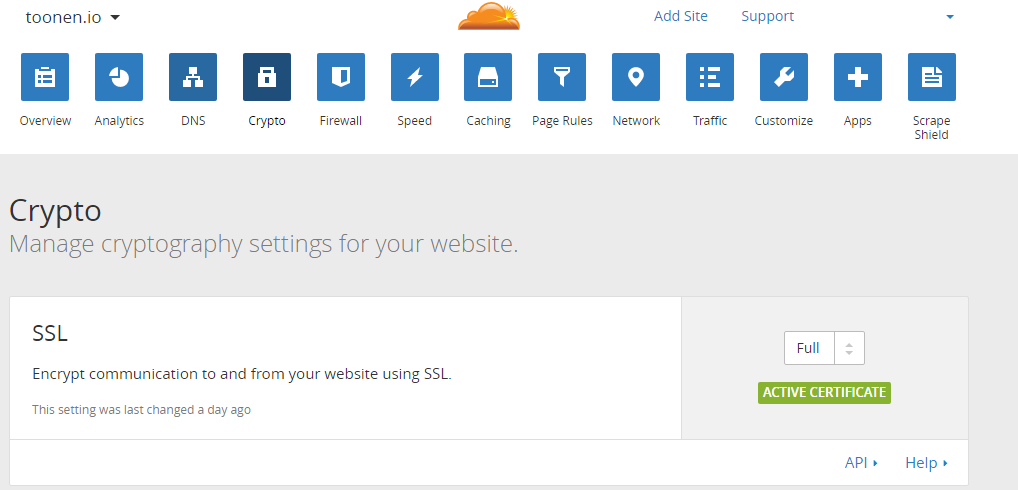 toonen.io
Add Site
Support
Overview
Analytics
DNS
Crypto
Firewall
Speed
Caching
Page Rules
Network
Traffic
Customize
Apps
Scrape
Shield
Crypto
Manage cryptography settings for your website.
SSL
Encrypt communication to and from your website using SSL.
This setting was last changed a day ago
Full
ACTIVE CERTIFICATE
API
Help